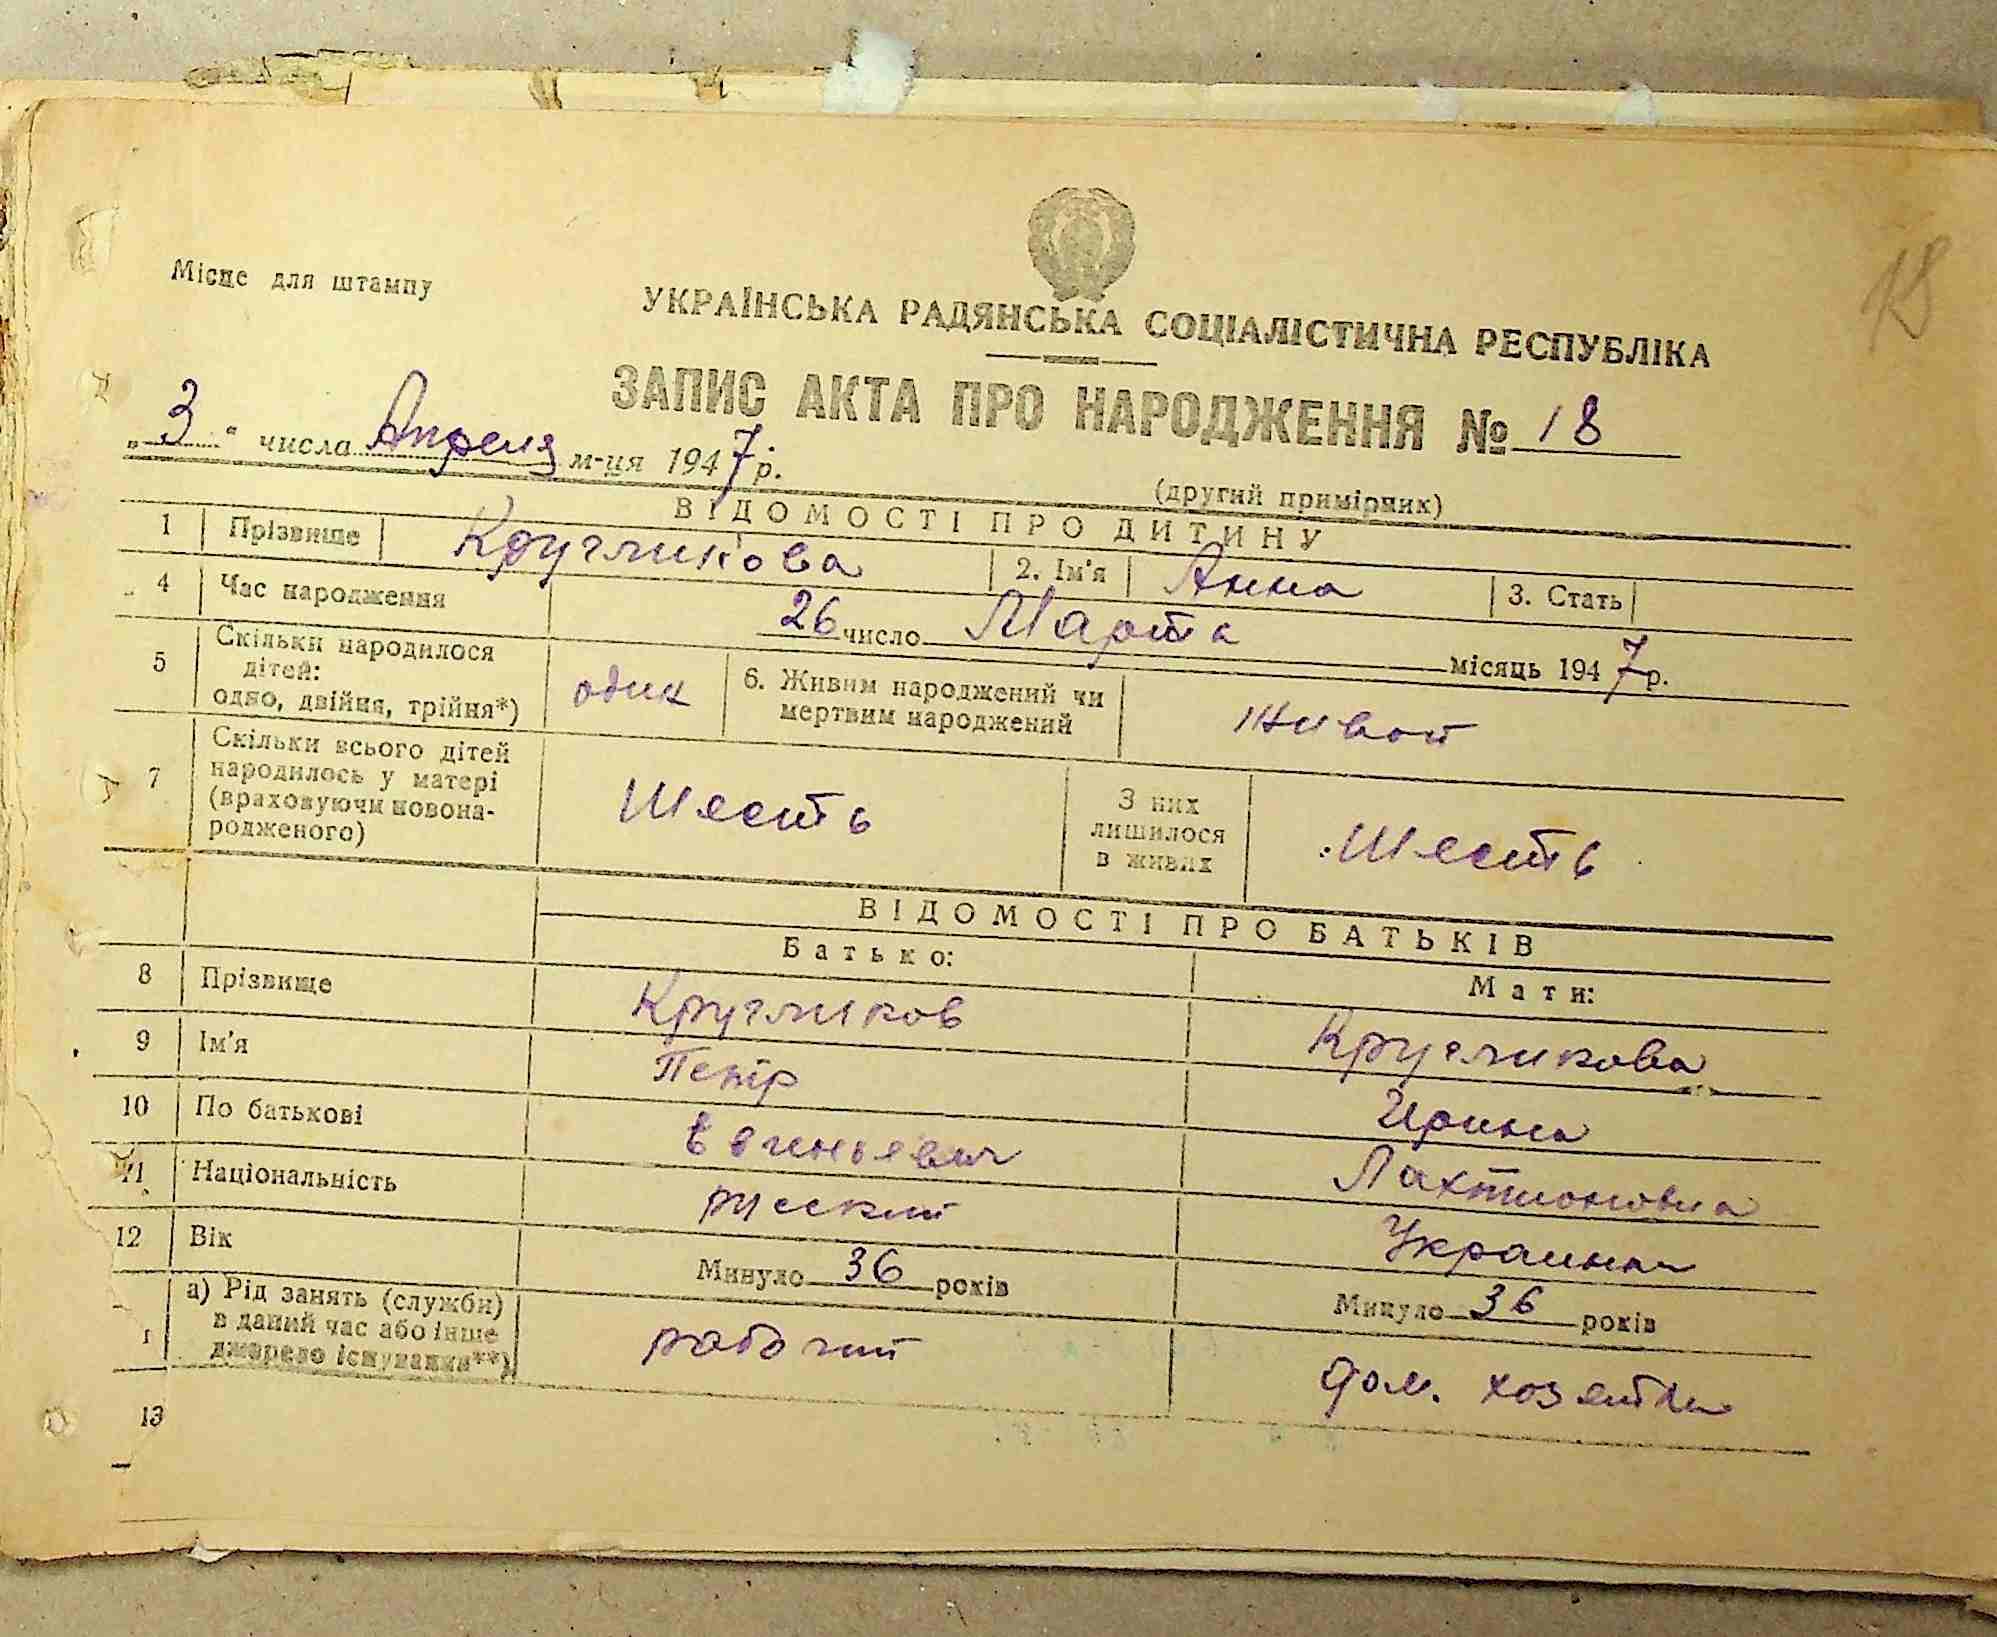 18
Місце для штампу
УКРАЇНСЬКА РАДЯНСЬКА СОЦІАЛІСТИЧНА РЕСПУБЛІКА
ЗАПИС АКТА ПРО НАРОДЖЕННЯ № 18
„3“ числа Апреля м-ця 1947р.
(другий примірник)
ВІДОМОСТІ ПРО ДИТИНУ
1 Прізвище Кругликова 2. Ім'я Анна 3. Стать
4 Час народження 26 число Марта місяць 1947р.
5 Скільки народилося дітей: одно, двійня, трійня*) один 6. Живим народжений чи мертвим народжений живой
7 Скільки всього дітей народилось у матері (враховуючи новонародженого) Шесть З них лишилося в живих Шесть
ВІДОМОСТІ ПРО БАТЬКІВ
Батько: Мати:
8 Прізвище Кругликов Кругликова
9 Ім'я Петр Ирина
10 По батькові Лахтионовна
11 Національність руский Украинка
12 Вік Минуло 36 років Минуло 36 років
а) Рід занять (служби) в даний час або інше джерело існування**) рабочий дом. хозяйка
13